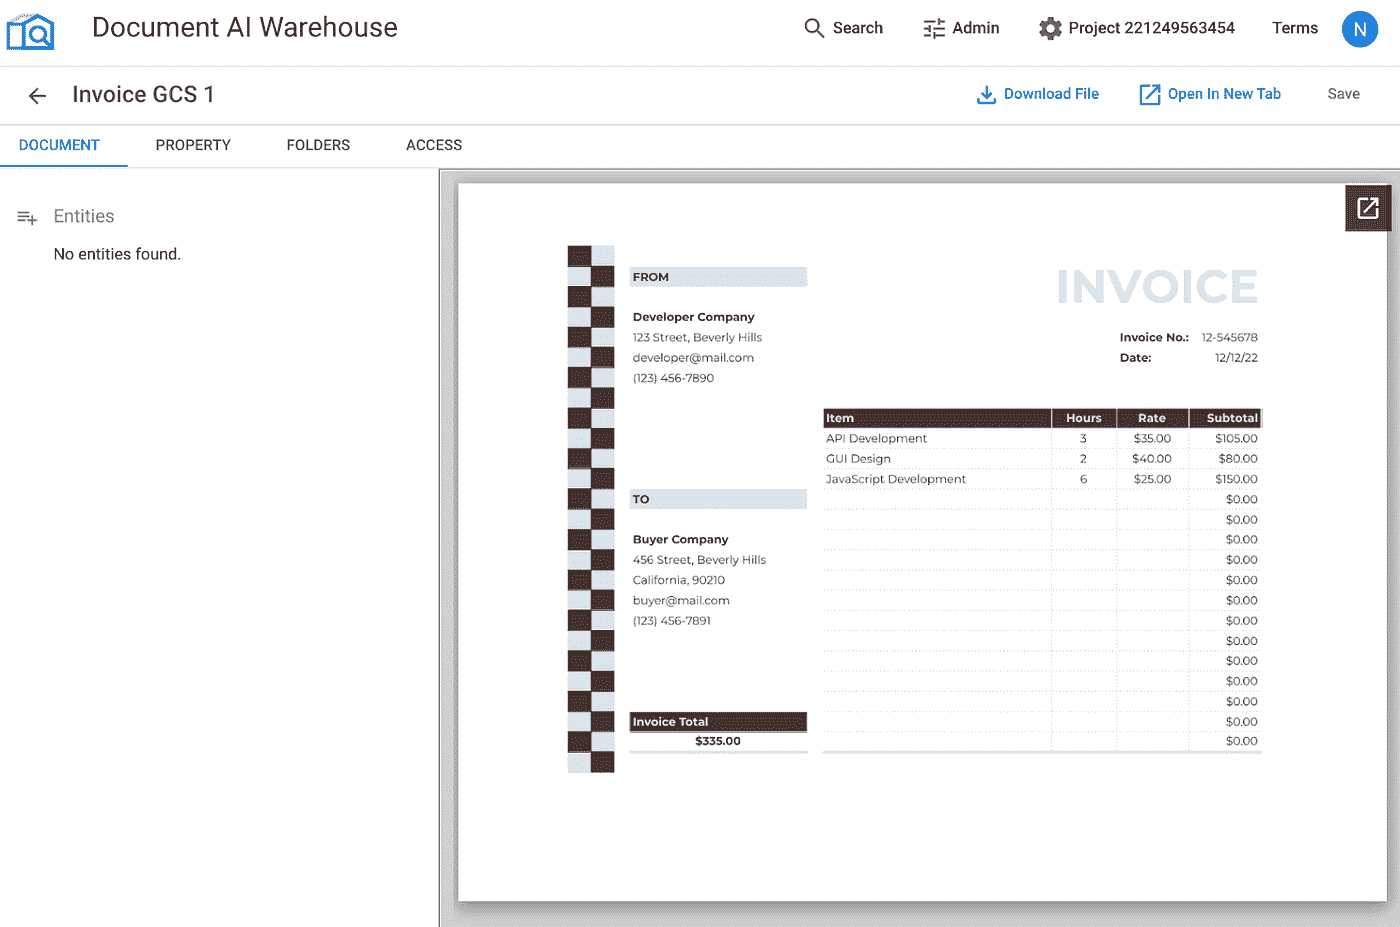 Document AI Warehouse
Search
Admin
Project 221249563454
Terms
N
Invoice GCS 1
Download File
Open In New Tab
Save
DOCUMENT
PROPERTY
FOLDERS
ACCESS
Entities
No entities found.
INVOICE
Invoice No.: 12-545678
Date: 12/12/22
FROM
Developer Company
123 Street, Beverly Hills
developer@mail.com
(123) 456-7890
TO
Buyer Company
456 Street, Beverly Hills
California, 90210
buyer@mail.com
(123) 456-7891
Invoice Total
$335.00
Item Hours Rate Subtotal
API Development 3 $35.00 $105.00
GUI Design 2 $40.00 $80.00
JavaScript Development 6 $25.00 $150.00
$0.00
$0.00
$0.00
$0.00
$0.00
$0.00
$0.00
$0.00
$0.00
$0.00
$0.00
$0.00
$0.00